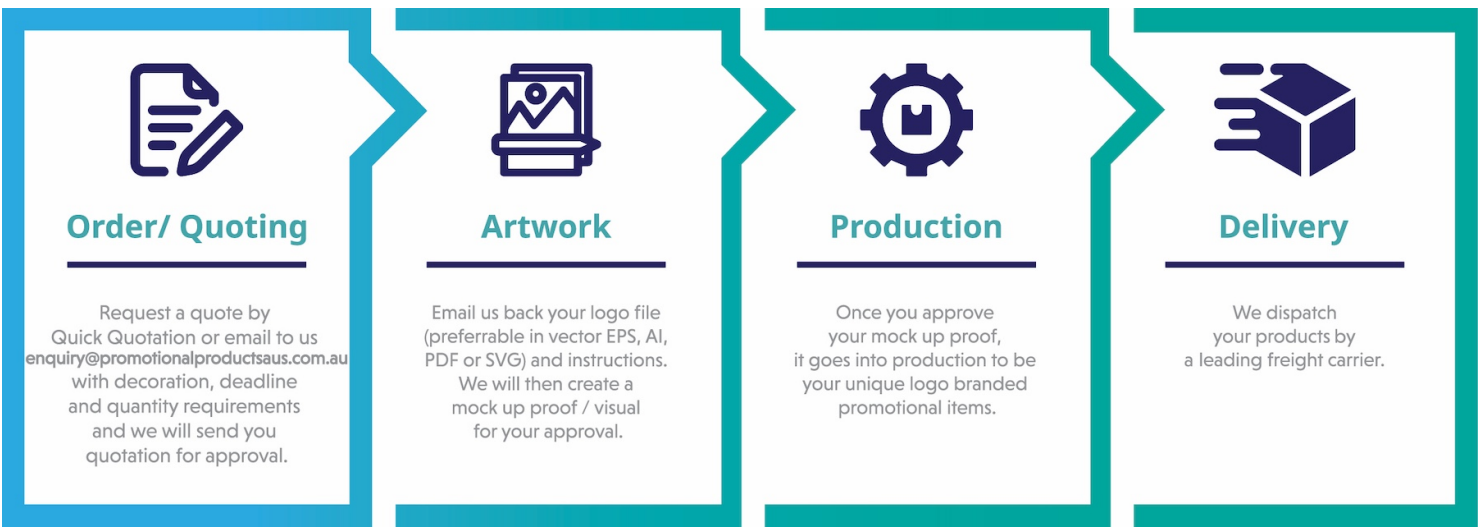 Order/ Quoting
Request a quote by
Quick Quotation or email to us
enquiry@promotionalproductsaus.com.au
with decoration, deadline
and quantity requirements
and we will send you
quotation for approval.
Artwork
Email us back your logo file
(preferrable in vector EPS, AI,
PDF or SVG) and instructions.
We will then create a
mock up proof / visual
for your approval.
Production
Once you approve
your mock up proof,
it goes into production to be
your unique logo branded
promotional items.
Delivery
We dispatch
your products by
a leading freight carrier.